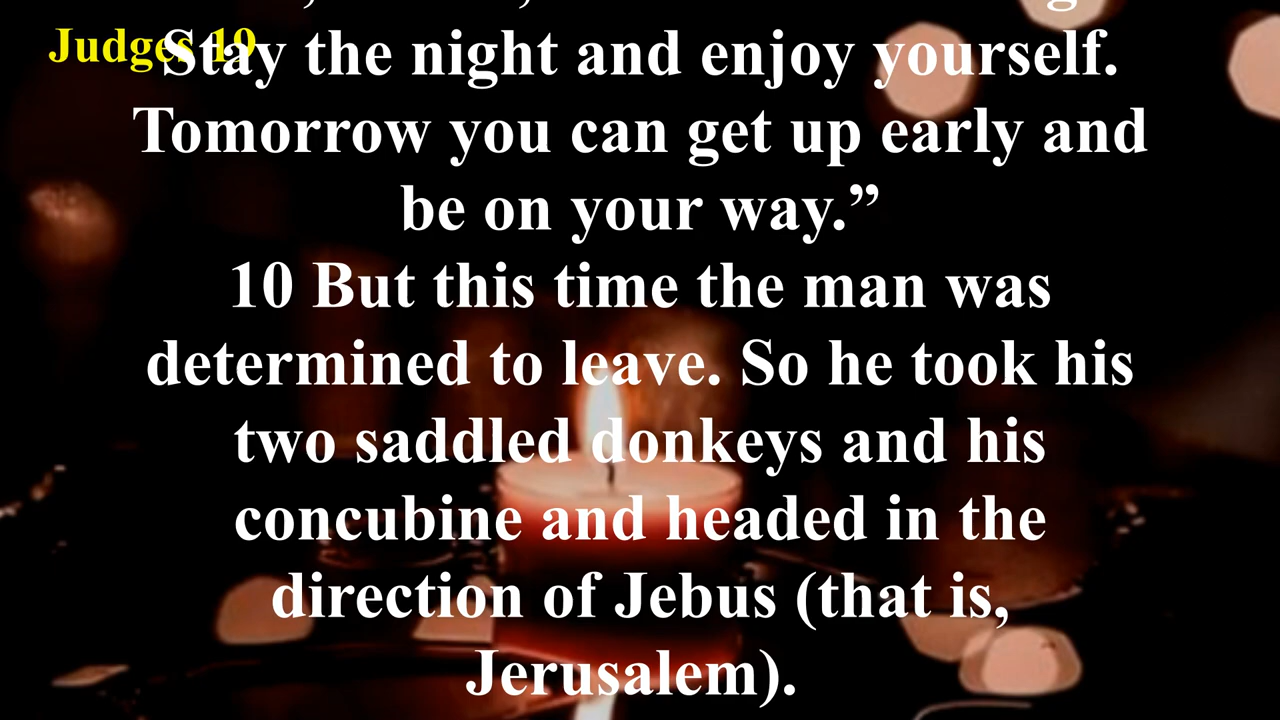 Judges 19
Stay the night and enjoy yourself.
Tomorrow you can get up early and
be on your way.”
10 But this time the man was
determined to leave. So he took his
two saddled donkeys and his
concubine and headed in the
direction of Jebus (that is,
Jerusalem).